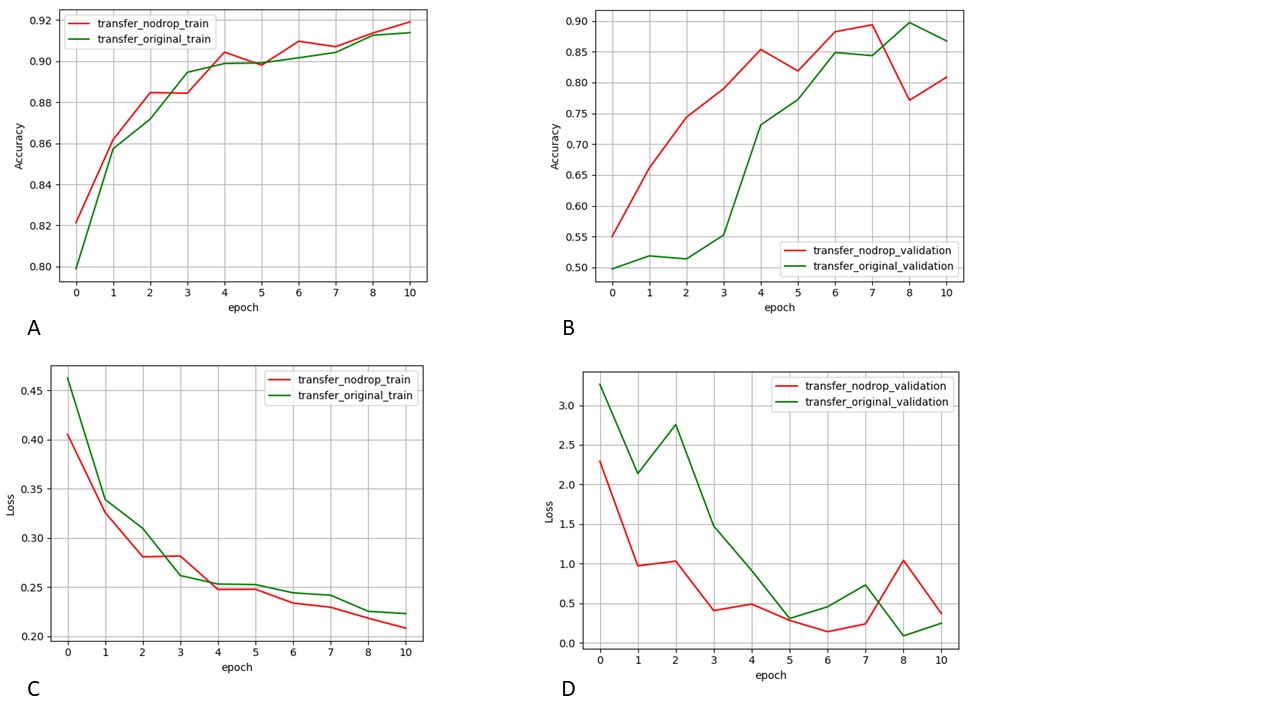 0.92
0.90
0.88
0.86
0.84
0.82
0.80
Accuracy
transfer_nodrop_train
transfer_original_train
0 1 2 3 4 5 6 7 8 10
epoch
A
0.90
0.85
0.80
0.75
0.70
0.65
0.60
0.55
0.50
Accuracy
transfer_nodrop_validation
transfer_original_validation
0 1 2 3 4 5 6 7 8 10
epoch
B
0.45
0.40
0.35
0.30
0.25
0.20
Loss
transfer_nodrop_train
transfer_original_train
0 1 2 3 4 5 6 7 8 10
epoch
C
3.0
2.5
2.0
1.5
1.0
0.5
0.0
Loss
transfer_nodrop_validation
transfer_original_validation
0 1 2 3 4 5 6 7 8 10
epoch
D